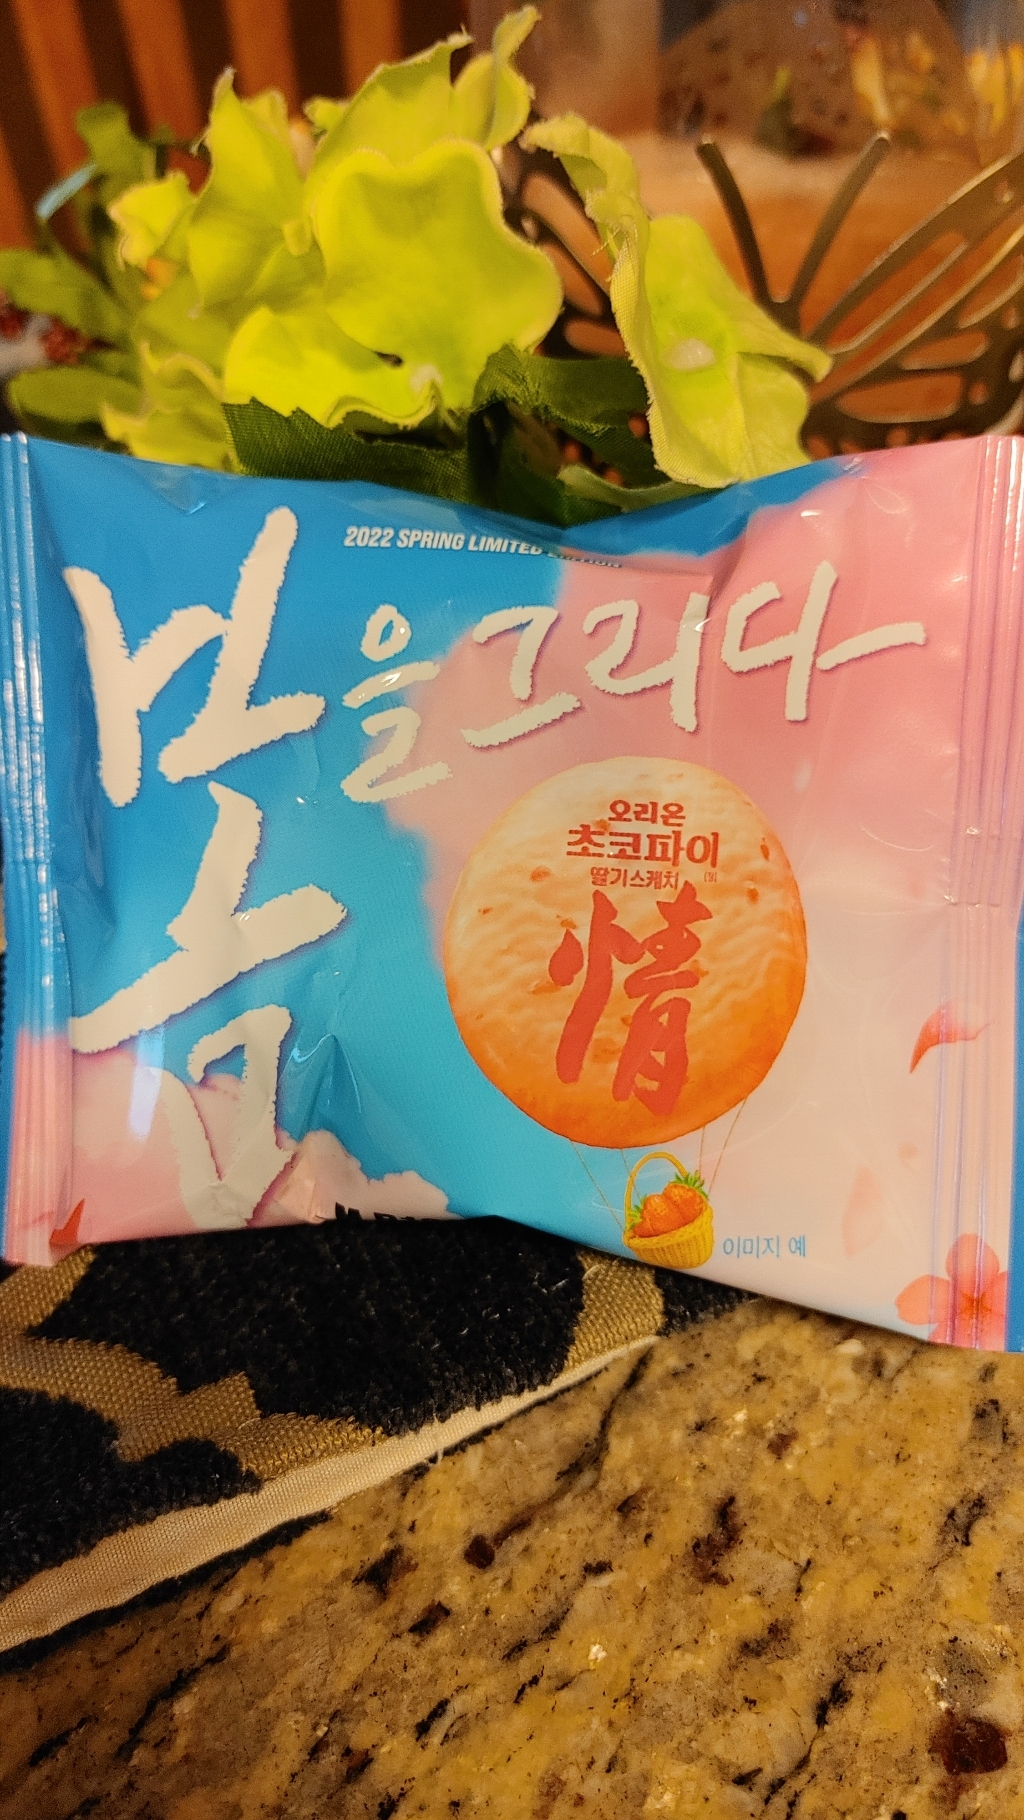 2022 SPRING LIMITED EDITION
봄을그리다
오리온
초코파이
딸기스케치
情
이미지 예